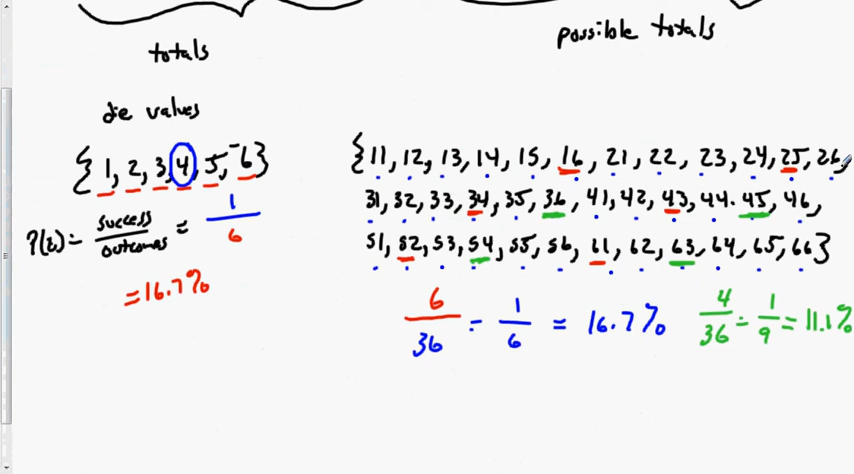 totals
possible totals
die values
{1, 2, 3, 4, 5, 6}
P(E) = success/outcomes = 1/6
= 16.7%
{11, 12, 13, 14, 15, 16, 21, 22, 23, 24, 25, 26,
31, 32, 33, 34, 35, 36, 41, 42, 43, 44. 45, 46,
51, 52, 53, 54, 55, 56, 61, 62, 63, 64, 65, 66}
6/36 = 1/6 = 16.7%
4/36 = 1/9 = 11.1%